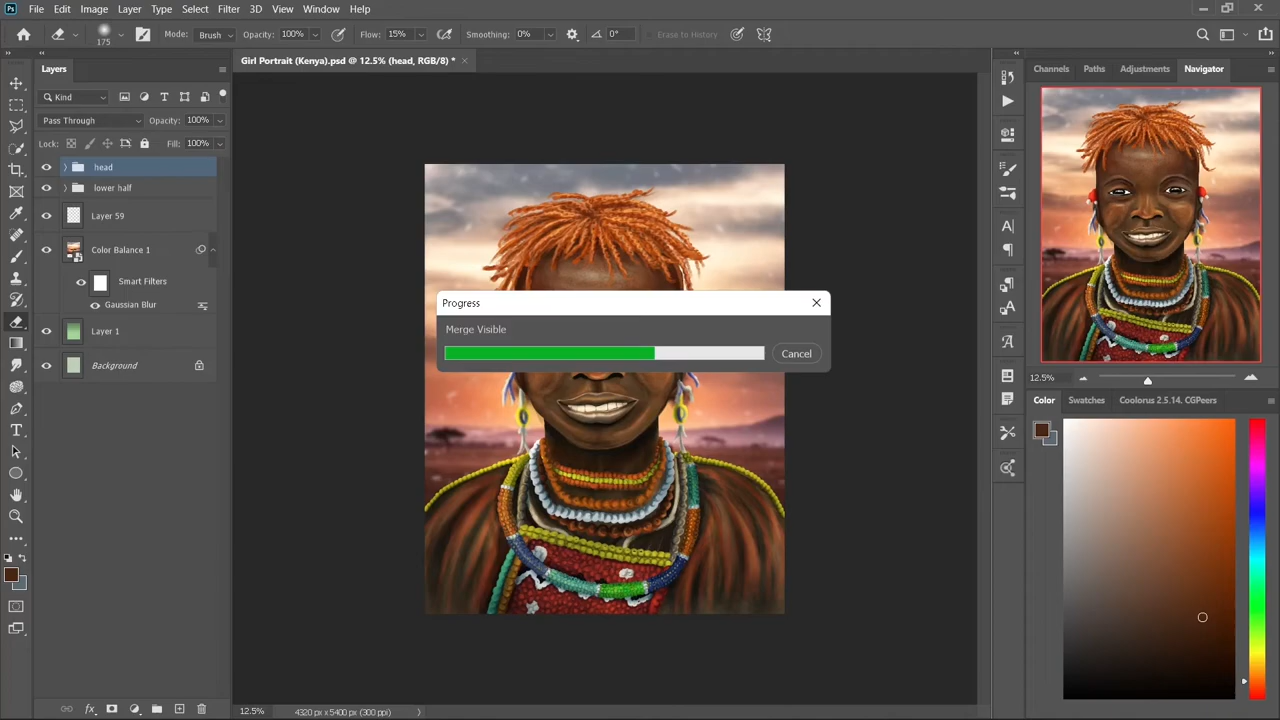 Ps File Edit Image Layer Type Select Filter 3D View Window Help
175 Mode: Brush Opacity: 100% Flow: 15% Smoothing: 0% 0° Erase to History
Layers
Girl Portrait (Kenya).psd @ 12.5% (head, RGB/8) *
Channels Paths Adjustments Navigator
Kind
Pass Through Opacity: 100%
Lock: Fill: 100%
head
lower half
Layer 59
Color Balance 1
Smart Filters
Gaussian Blur
Layer 1
Background
Progress
Merge Visible
Cancel
12.5%
Color Swatches Coolorus 2.5.14. CGPeers
fx
12.5% 4320 px x 5400 px (300 ppi)